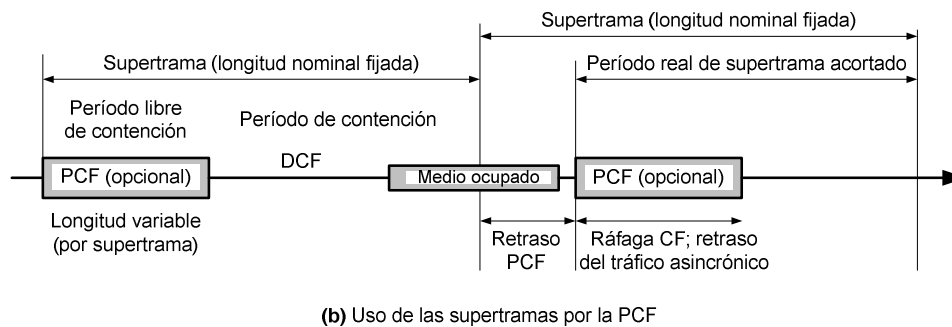 Supertrama (longitud nominal fijada)
Supertrama (longitud nominal fijada)
Período real de supertrama acortado
Período libre
de contención
Período de contención
PCF (opcional)
DCF
Medio ocupado
PCF (opcional)
Longitud variable
(por supertrama)
Retraso
PCF
Ráfaga CF; retraso
del tráfico asincrónico
(b) Uso de las supertramas por la PCF